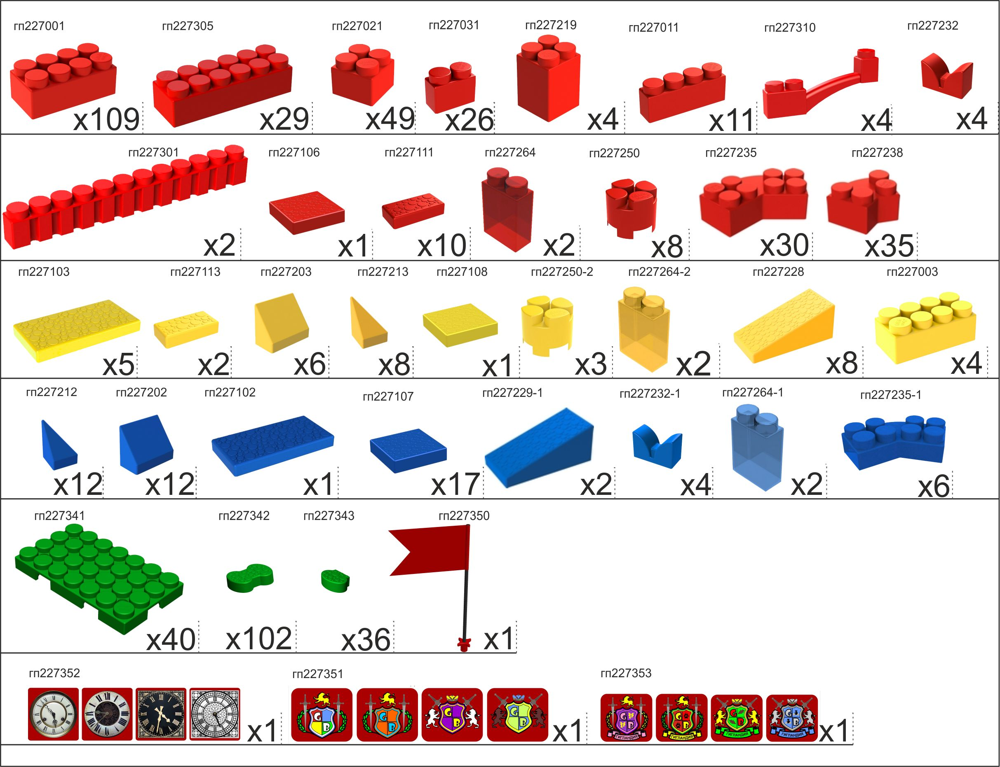 гп227001 гп227305 гп227021 гп227031 гп227219 гп227011 гп227310 гп227232
x109 x29 x49 x26 x4 x11 x4 x4
гп227301 гп227106 гп227111 гп227264 гп227250 гп227235 гп227238
x2 x1 x10 x2 x8 x30 x35
гп227103 гп227113 гп227203 гп227213 гп227108 гп227250-2 гп227264-2 гп227228 гп227003
x5 x2 x6 x8 x1 x3 x2 x8 x4
гп227212 гп227202 гп227102 гп227107 гп227229-1 гп227232-1 гп227264-1 гп227235-1
x12 x12 x1 x17 x2 x4 x2 x6
гп227341 гп227342 гп227343 гп227350
x40 x102 x36 x1
гп227352 гп227351 гп227353
G B G B G B G B G B G B G B G B
ГИГЛАНДИЯ ГИГЛАНДИЯ ГИГЛАНДИЯ ГИГЛАНДИЯ
x1 x1 x1